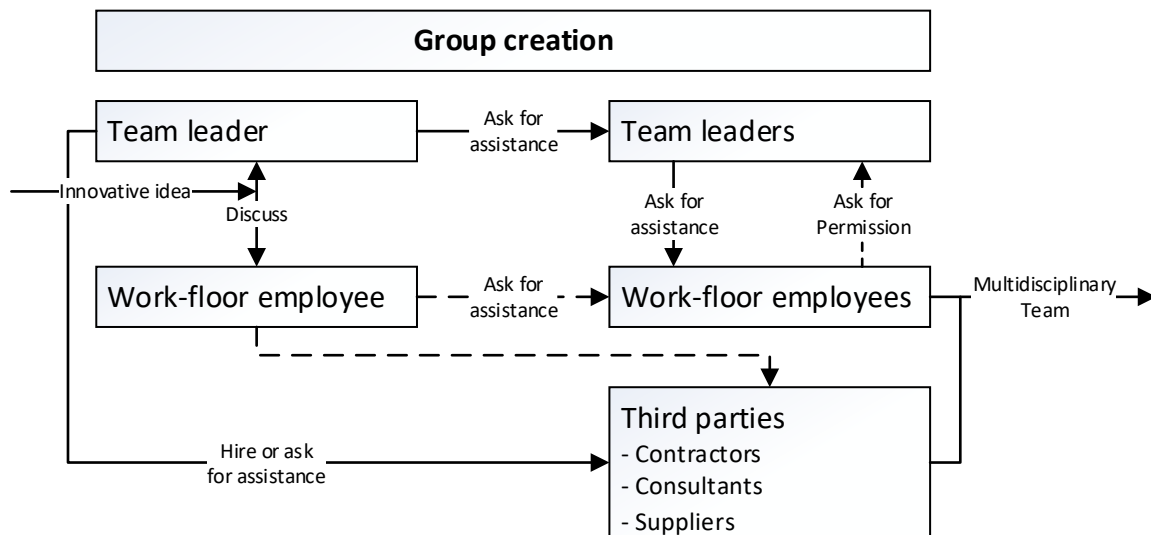 Group creation
Team leader
Ask for
assistance
Team leaders
Innovative idea
Discuss
Ask for
assistance
Ask for
Permission
Work-floor employee
Ask for
assistance
Work-floor employees
Multidisciplinary
Team
Third parties
- Contractors
- Consultants
- Suppliers
Hire or ask
for assistance